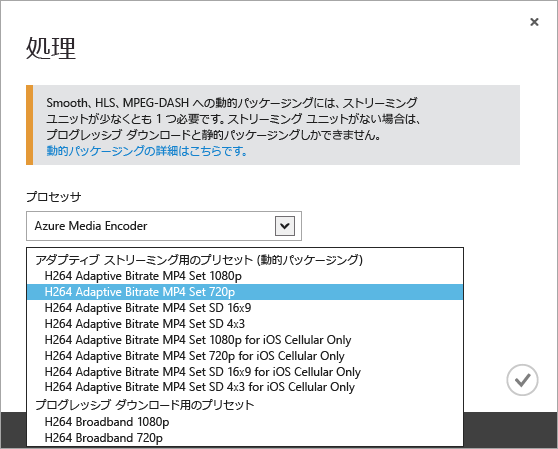 処理
Smooth、HLS、MPEG-DASH への動的パッケージングには、ストリーミング
ユニットが少なくとも 1 つ必要です。ストリーミング ユニットがない場合は、
プログレッシブ ダウンロードと静的パッケージングしかできません。
動的パッケージングの詳細はこちらです。
プロセッサ
Azure Media Encoder
アダプティブ ストリーミング用のプリセット (動的パッケージング)
H264 Adaptive Bitrate MP4 Set 1080p
H264 Adaptive Bitrate MP4 Set 720p
H264 Adaptive Bitrate MP4 Set SD 16x9
H264 Adaptive Bitrate MP4 Set SD 4x3
H264 Adaptive Bitrate MP4 Set 1080p for iOS Cellular Only
H264 Adaptive Bitrate MP4 Set 720p for iOS Cellular Only
H264 Adaptive Bitrate MP4 Set SD 16x9 for iOS Cellular Only
H264 Adaptive Bitrate MP4 Set SD 4x3 for iOS Cellular Only
プログレッシブ ダウンロード用のプリセット
H264 Broadband 1080p
H264 Broadband 720p